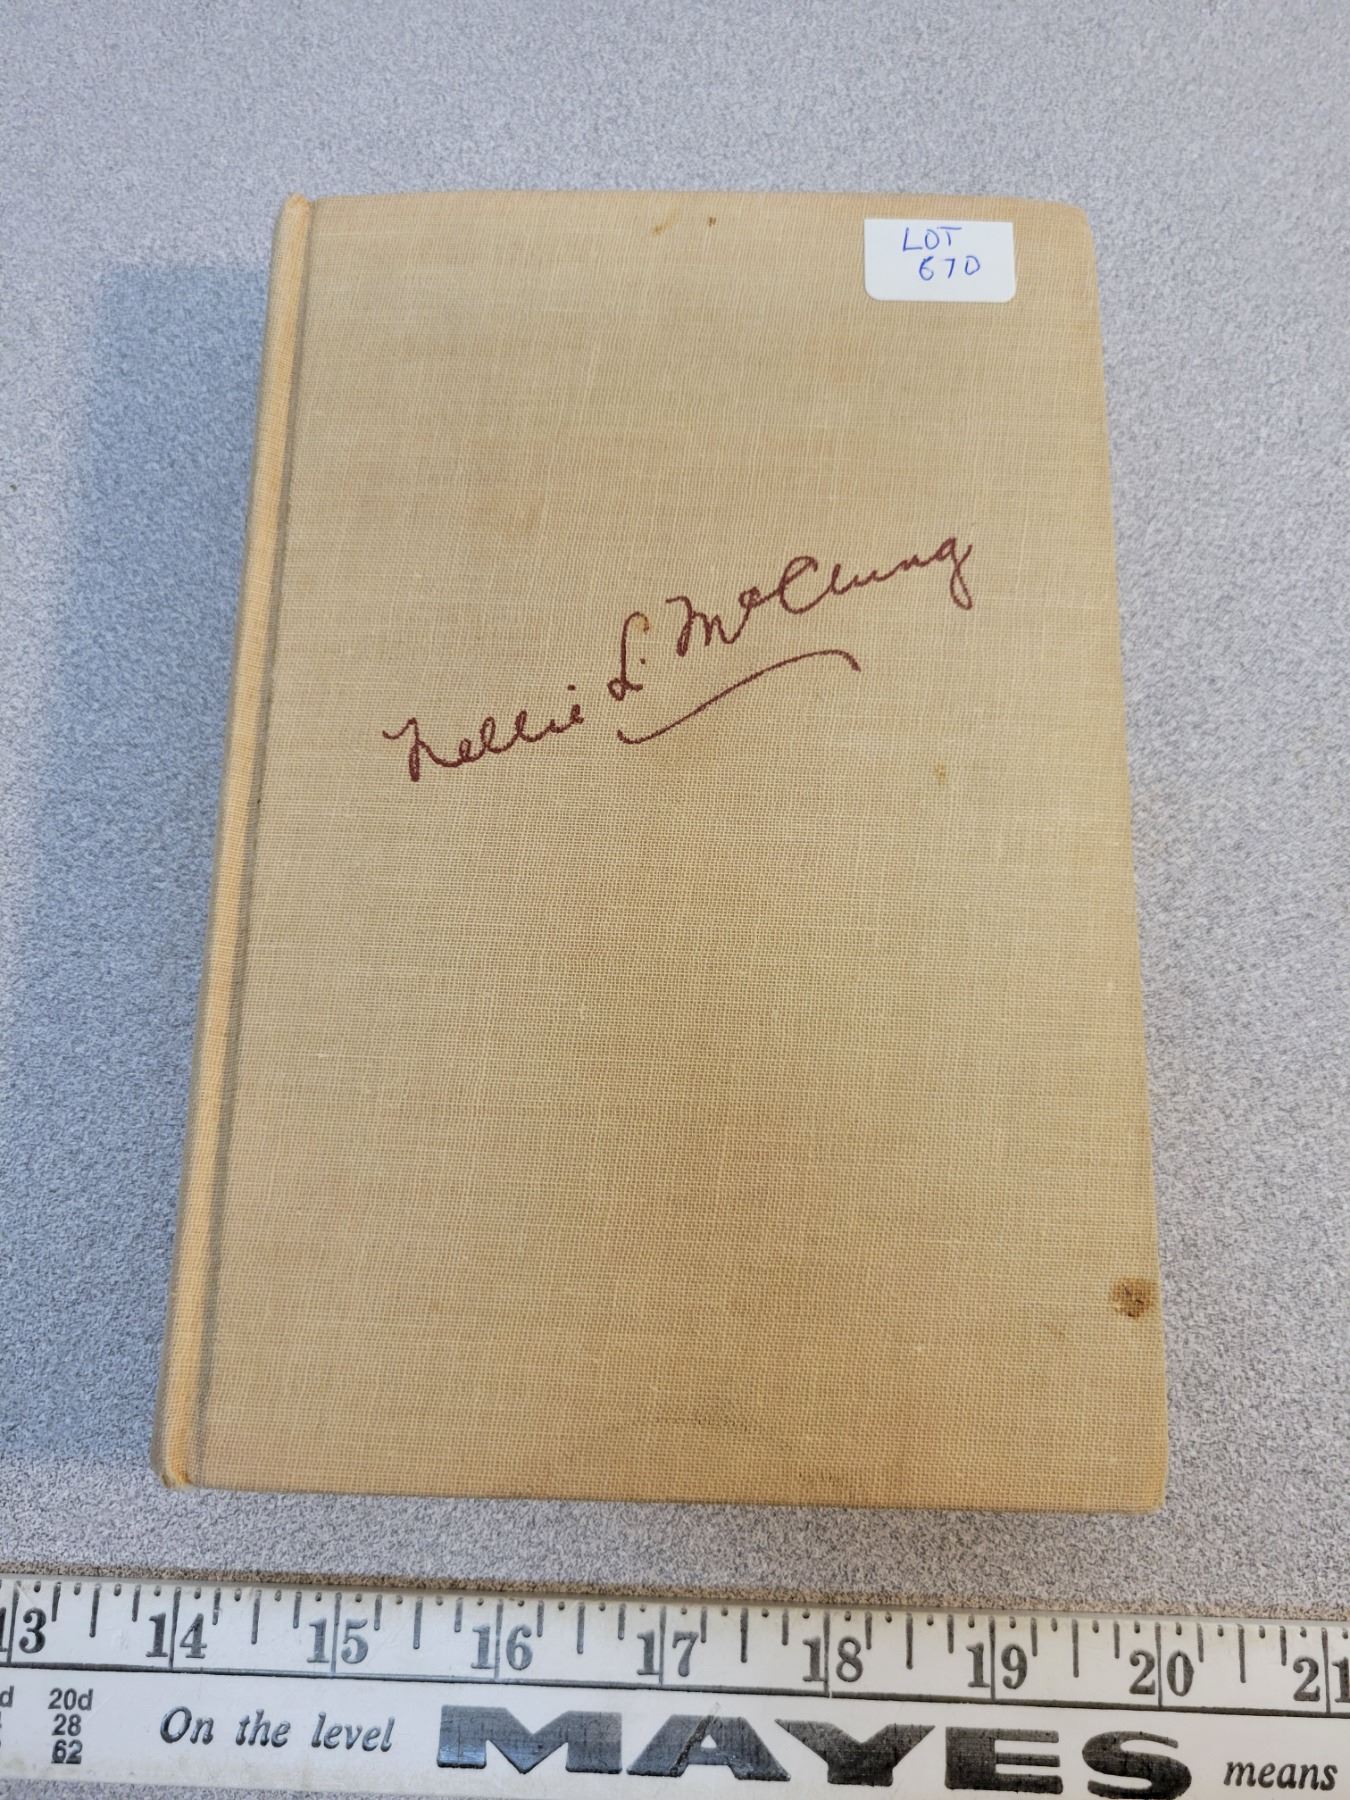 LOT
670
Nellie L. McClung
13 14 15 16 17 18 19 20 21
20d
28
62
On the level MAYES means